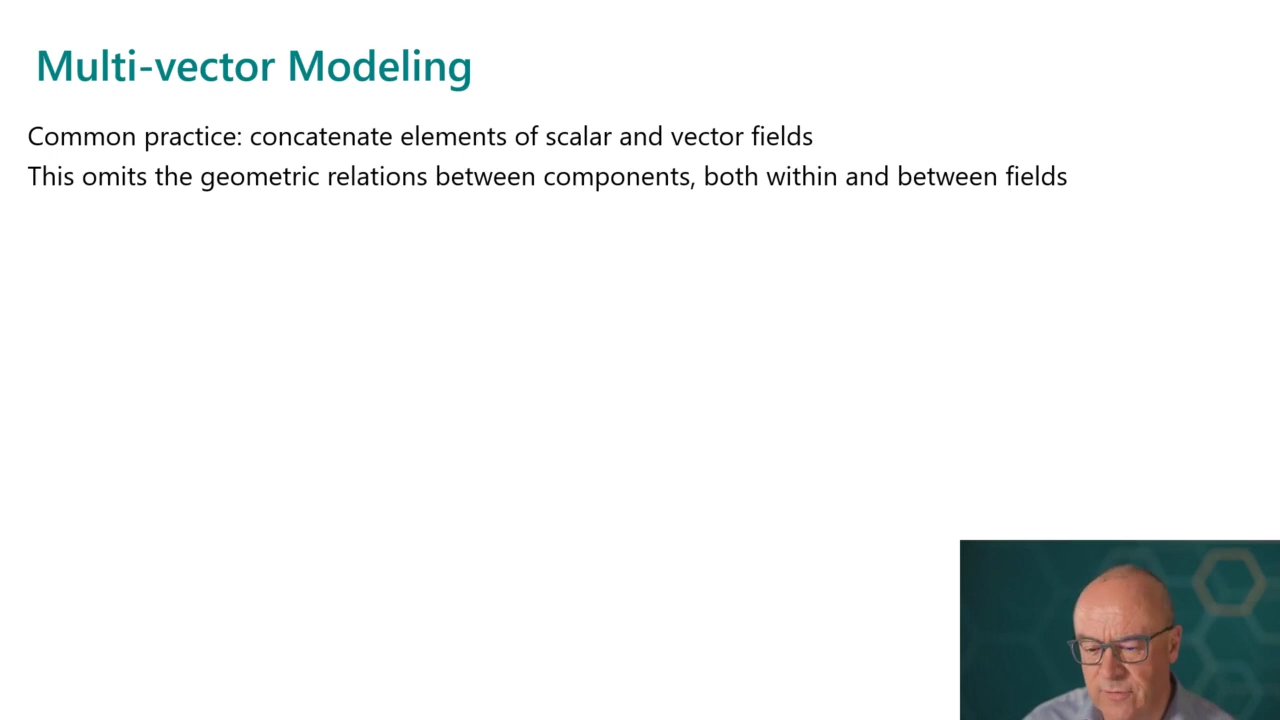 Multi-vector Modeling
Common practice: concatenate elements of scalar and vector fields
This omits the geometric relations between components, both within and between fields